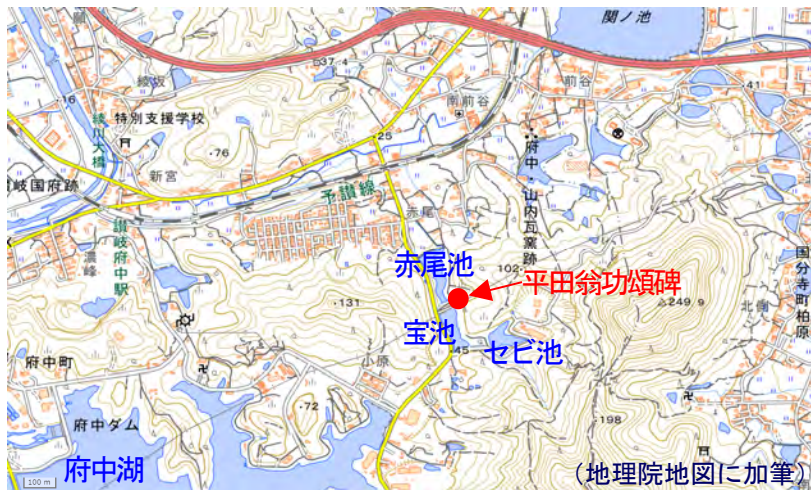 関ノ池
37.4
綾坂
前谷
41
16
南前谷
特別支援学校
綾川大橋
25
76
府中・山内瓦窯跡
新宮
讃岐国府跡
予讃線
赤尾
讃岐府中駅
赤尾池
102
平田翁功頌碑
国分寺町柏原
249.9
131
北側
宝池
セビ池
45
府中町
小原
72
府中ダム
198
府中湖
100 m
(地理院地図に加筆)